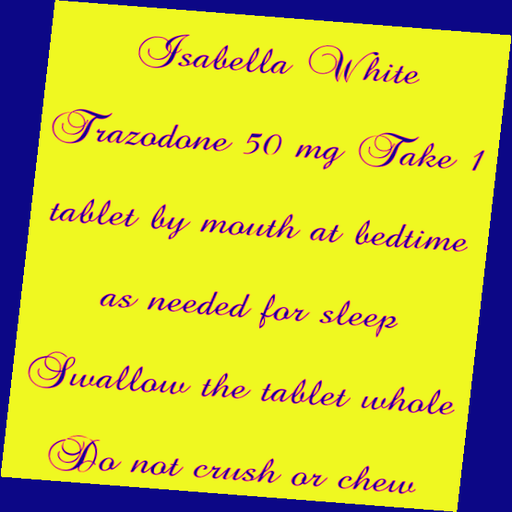 Isabella White
Trazodone 50 mg Take 1
tablet by mouth at bedtime
as needed for sleep
Swallow the tablet whole
Do not crush or chew